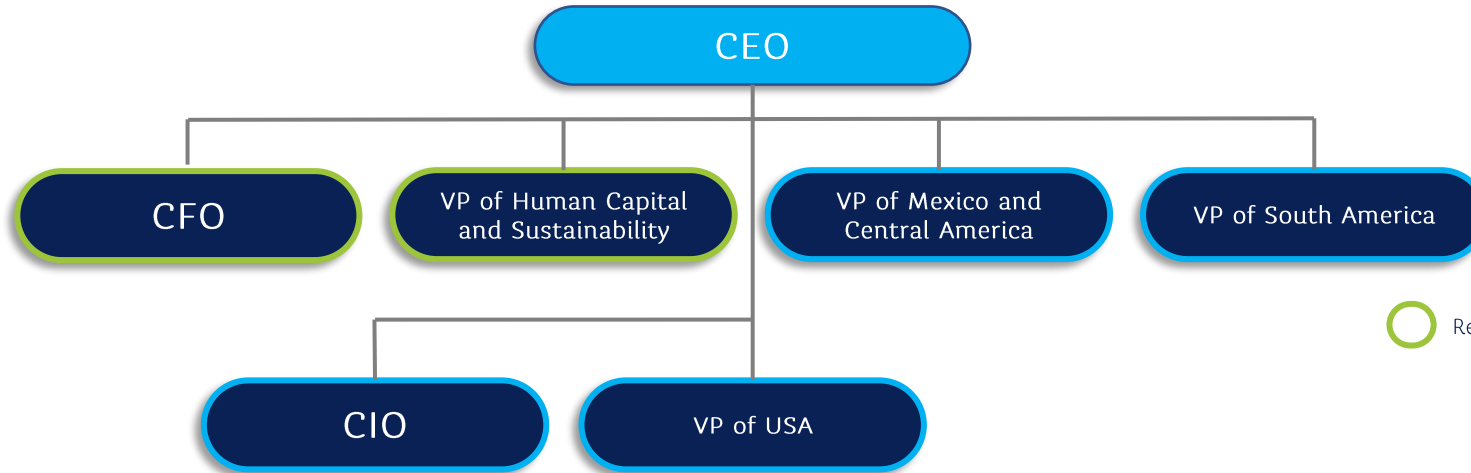 CEO
CFO
VP of Human Capital
and Sustainability
VP of Mexico and
Central America
VP of South America
CIO
VP of USA